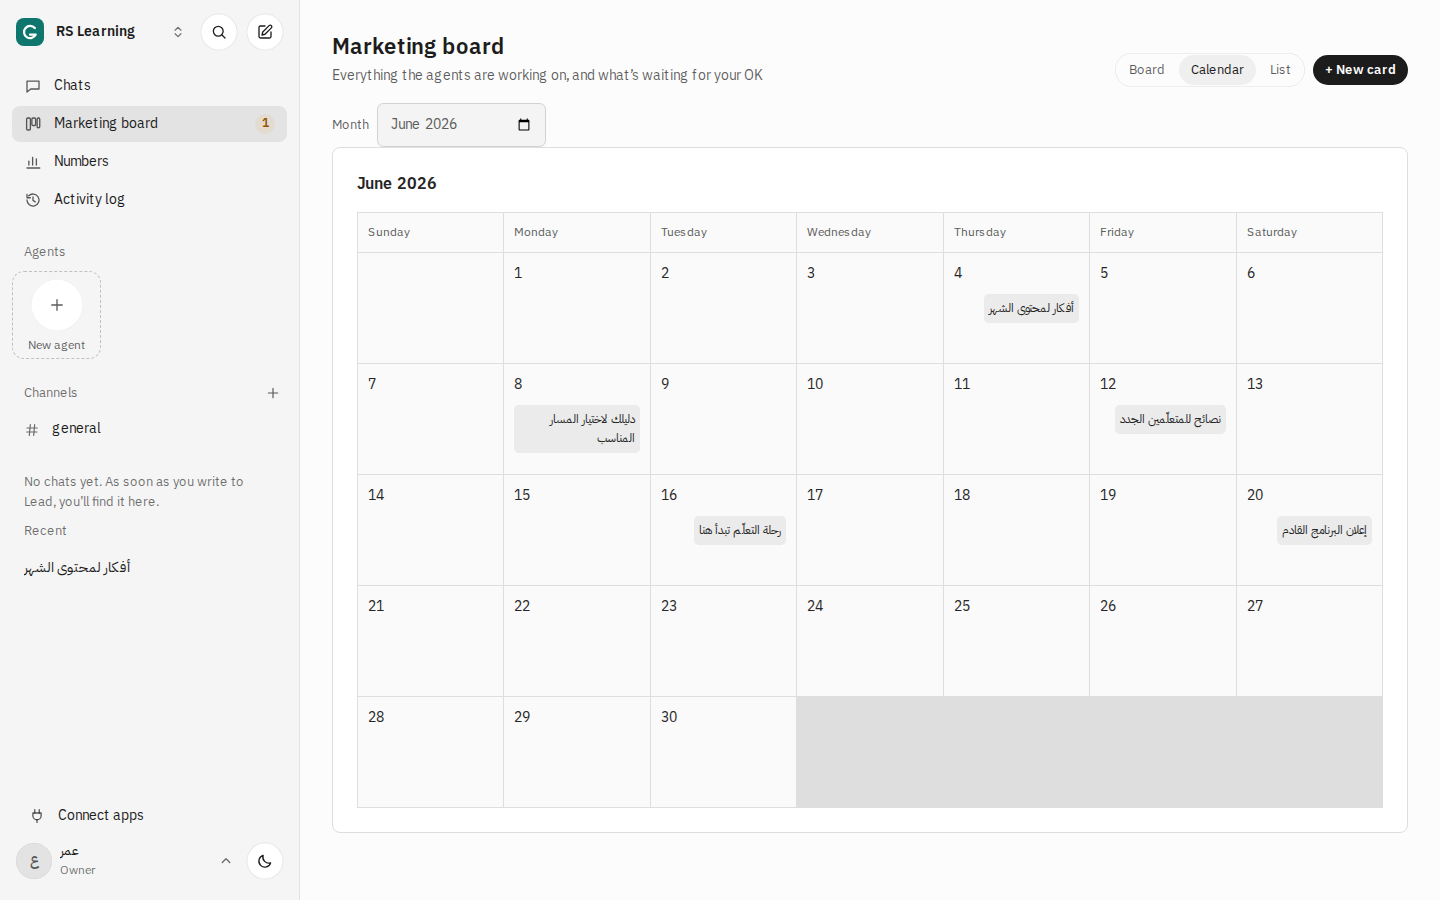 RS Learning
Chats
Marketing board
1
Numbers
Activity log
Agents
New agent
Channels
general
No chats yet. As soon as you write to
Lead, you'll find it here.
Recent
أفكار لمحتوى الشهر
Connect apps
ع
عمر
Owner
Marketing board
Everything the agents are working on, and what's waiting for your OK
Board
Calendar
List
+ New card
Month
June 2026
June 2026
Sunday
Monday
Tuesday
Wednesday
Thursday
Friday
Saturday
1
2
3
4
أفكار لمحتوى الشهر
5
6
7
8
دليلك لاختيار المسار
المناسب
9
10
11
12
نصائح للمتعلّمين الجدد
13
14
15
16
رحلة التعلّم تبدأ هنا
17
18
19
20
إعلان البرنامج القادم
21
22
23
24
25
26
27
28
29
30